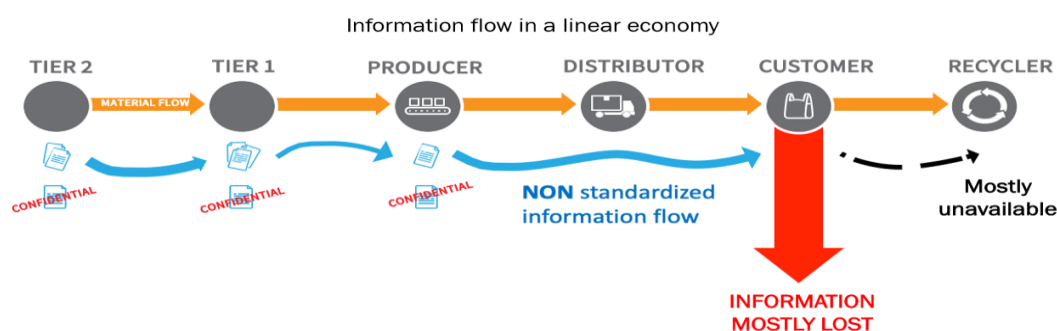 Information flow in a linear economy
TIER 2
TIER 1
PRODUCER
DISTRIBUTOR
CUSTOMER
RECYCLER
MATERIAL FLOW
CONFIDENTIAL
CONFIDENTIAL
CONFIDENTIAL
NON standardized
information flow
Mostly
unavailable
INFORMATION
MOSTLY LOST